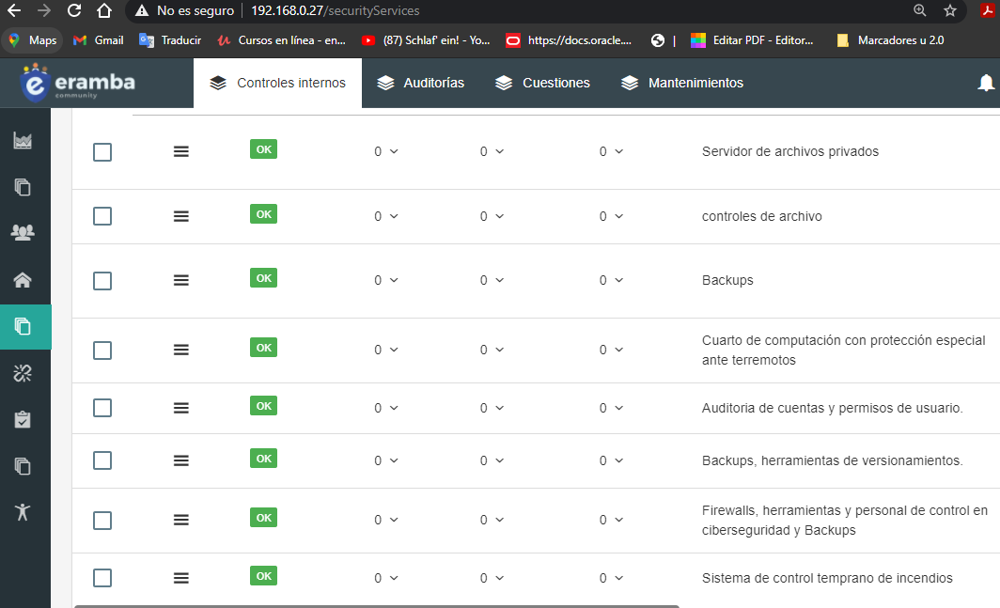 No es seguro | 192.168.0.27/securityServices
Maps Gmail Traducir Cursos en línea - en... (87) Schlaf' ein! - Yo... https://docs.oracle.... | Editar PDF - Editor... Marcadores u 2.0
eramba
community
Controles internos Auditorías Cuestiones Mantenimientos
OK 0 0 0 Servidor de archivos privados
OK 0 0 0 controles de archivo
OK 0 0 0 Backups
OK 0 0 0 Cuarto de computación con protección especial
ante terremotos
OK 0 0 0 Auditoria de cuentas y permisos de usuario.
OK 0 0 0 Backups, herramientas de versionamientos.
OK 0 0 0 Firewalls, herramientas y personal de control en
ciberseguridad y Backups
OK 0 0 0 Sistema de control temprano de incendios